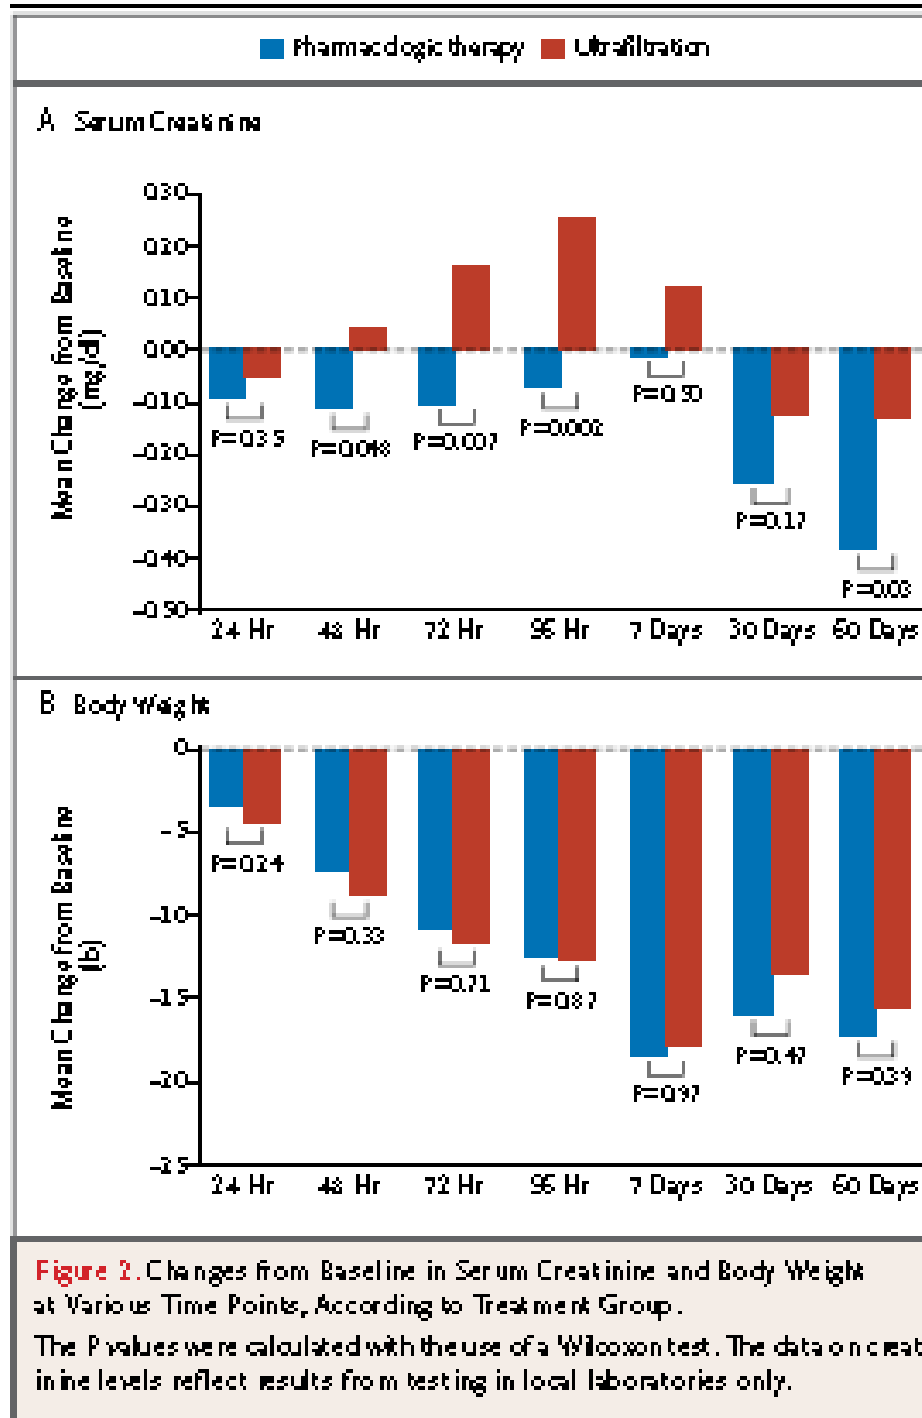 Pharmacologic therapy Ultrafiltration
A Serum Creatinine
Mean Change from Baseline
(mg/dl)
0.30
0.20
0.10
0.00
−0.10
−0.20
−0.30
−0.40
−0.50
P=0.35
P=0.048
P=0.007
P=0.002
P=0.50
P=0.17
P=0.03
24 Hr 48 Hr 72 Hr 96 Hr 7 Days 30 Days 60 Days
B Body Weight
Mean Change from Baseline
(lb)
0
−5
−10
−15
−20
−25
P=0.24
P=0.33
P=0.71
P=0.87
P=0.97
P=0.47
P=0.39
24 Hr 48 Hr 72 Hr 96 Hr 7 Days 30 Days 60 Days
Figure 2. Changes from Baseline in Serum Creatinine and Body Weight
at Various Time Points, According to Treatment Group.
The P values were calculated with the use of a Wilcoxon test. The data on creat
inine levels reflect results from testing in local laboratories only.